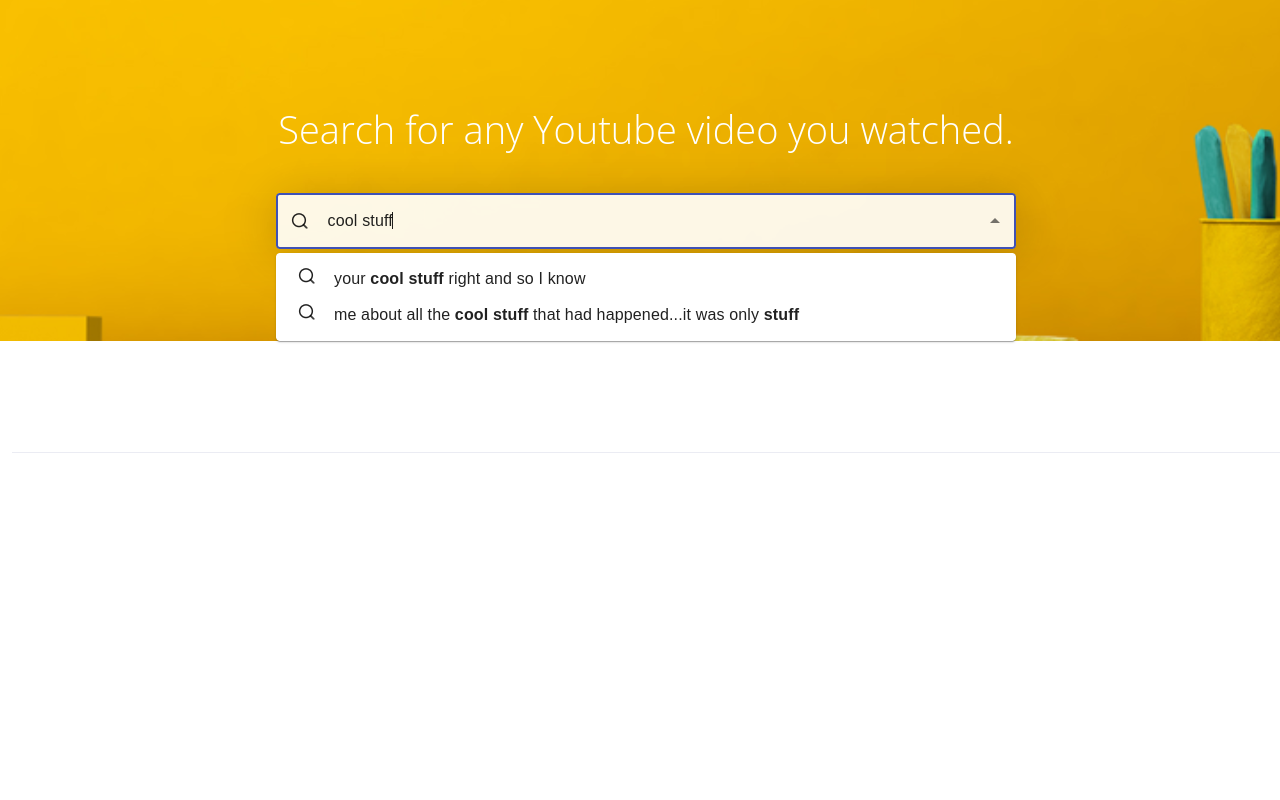 Search for any Youtube video you watched.
cool stuff
your cool stuff right and so I know
me about all the cool stuff that had happened...it was only stuff